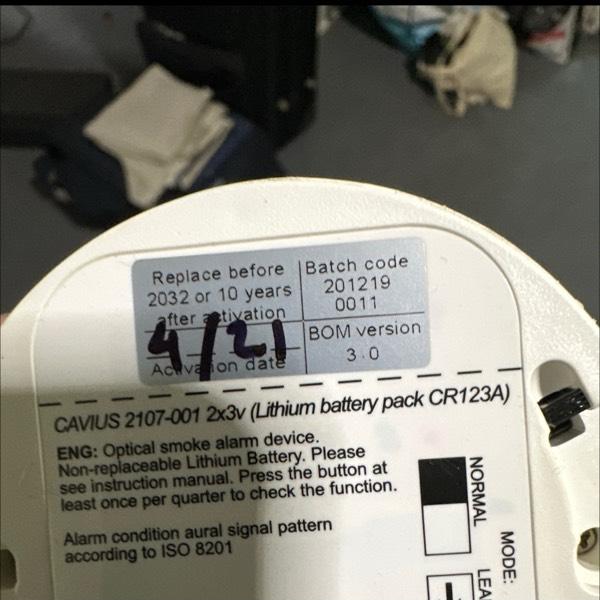 Replace before
2032 or 10 years
after activation
4/21
Activation date
Batch code
201219
0011
BOM version
3.0
CAVIUS 2107-001 2x3v (Lithium battery pack CR123A)
ENG: Optical smoke alarm device.
Non-replaceable Lithium Battery. Please
see instruction manual. Press the button at
least once per quarter to check the function.
Alarm condition aural signal pattern
according to ISO 8201
NORMAL
MODE: